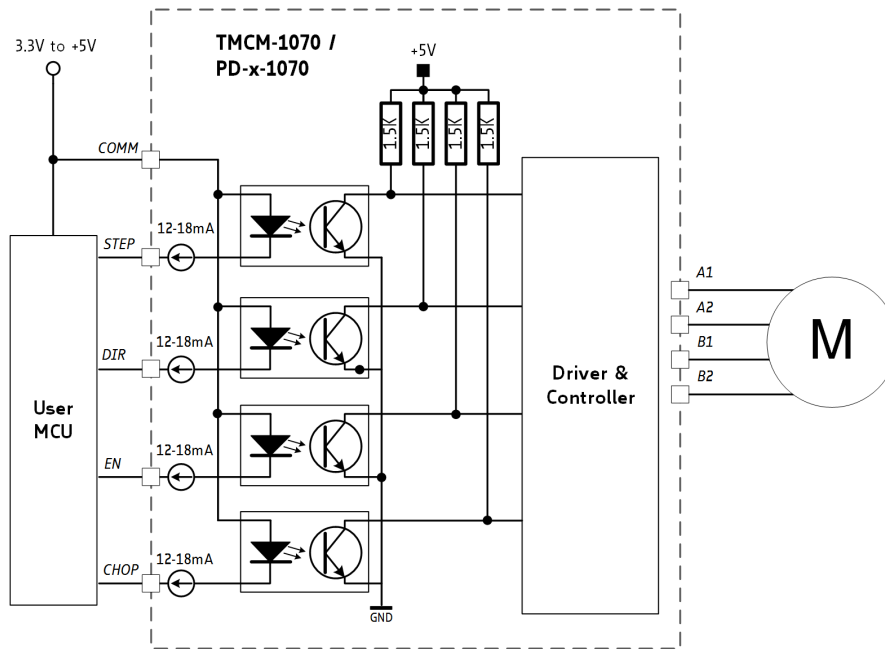 3.3V to +5V
TMCM-1070 /
PD-x-1070
+5V
1.5K
1.5K
1.5K
1.5K
COMM
STEP
12-18mA
DIR
12-18mA
EN
12-18mA
CHOP
12-18mA
User
MCU
Driver &
Controller
A1
A2
B1
B2
M
GND